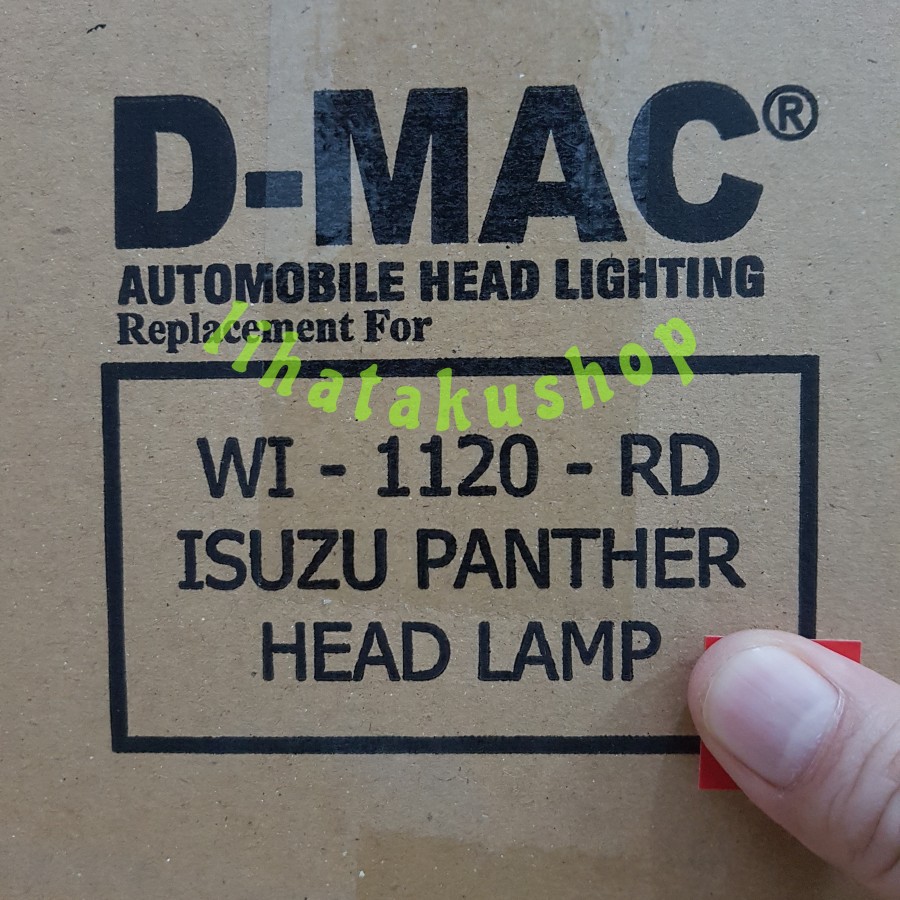 D-MAC®
AUTOMOBILE HEAD LIGHTING
Replacement For
lihatakushop
WI - 1120 - RD
ISUZU PANTHER
HEAD LAMP